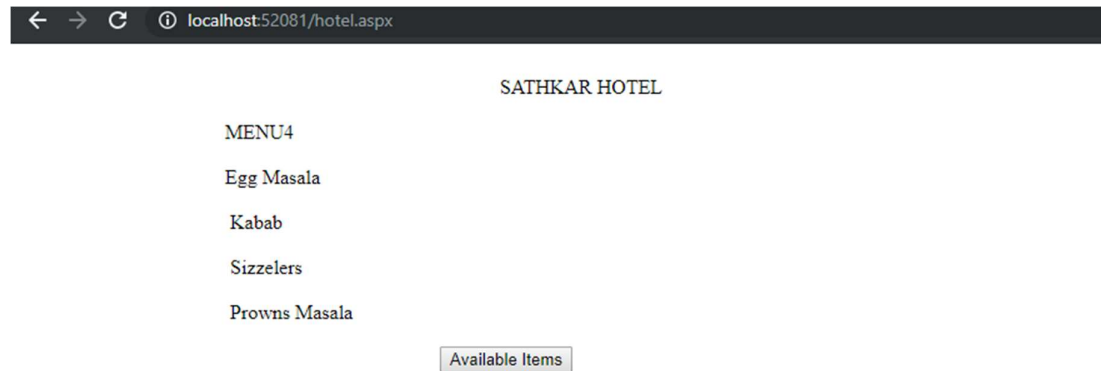 localhost:52081/hotel.aspx
SATHKAR HOTEL
MENU4
Egg Masala
Kabab
Sizzelers
Prowns Masala
Available Items